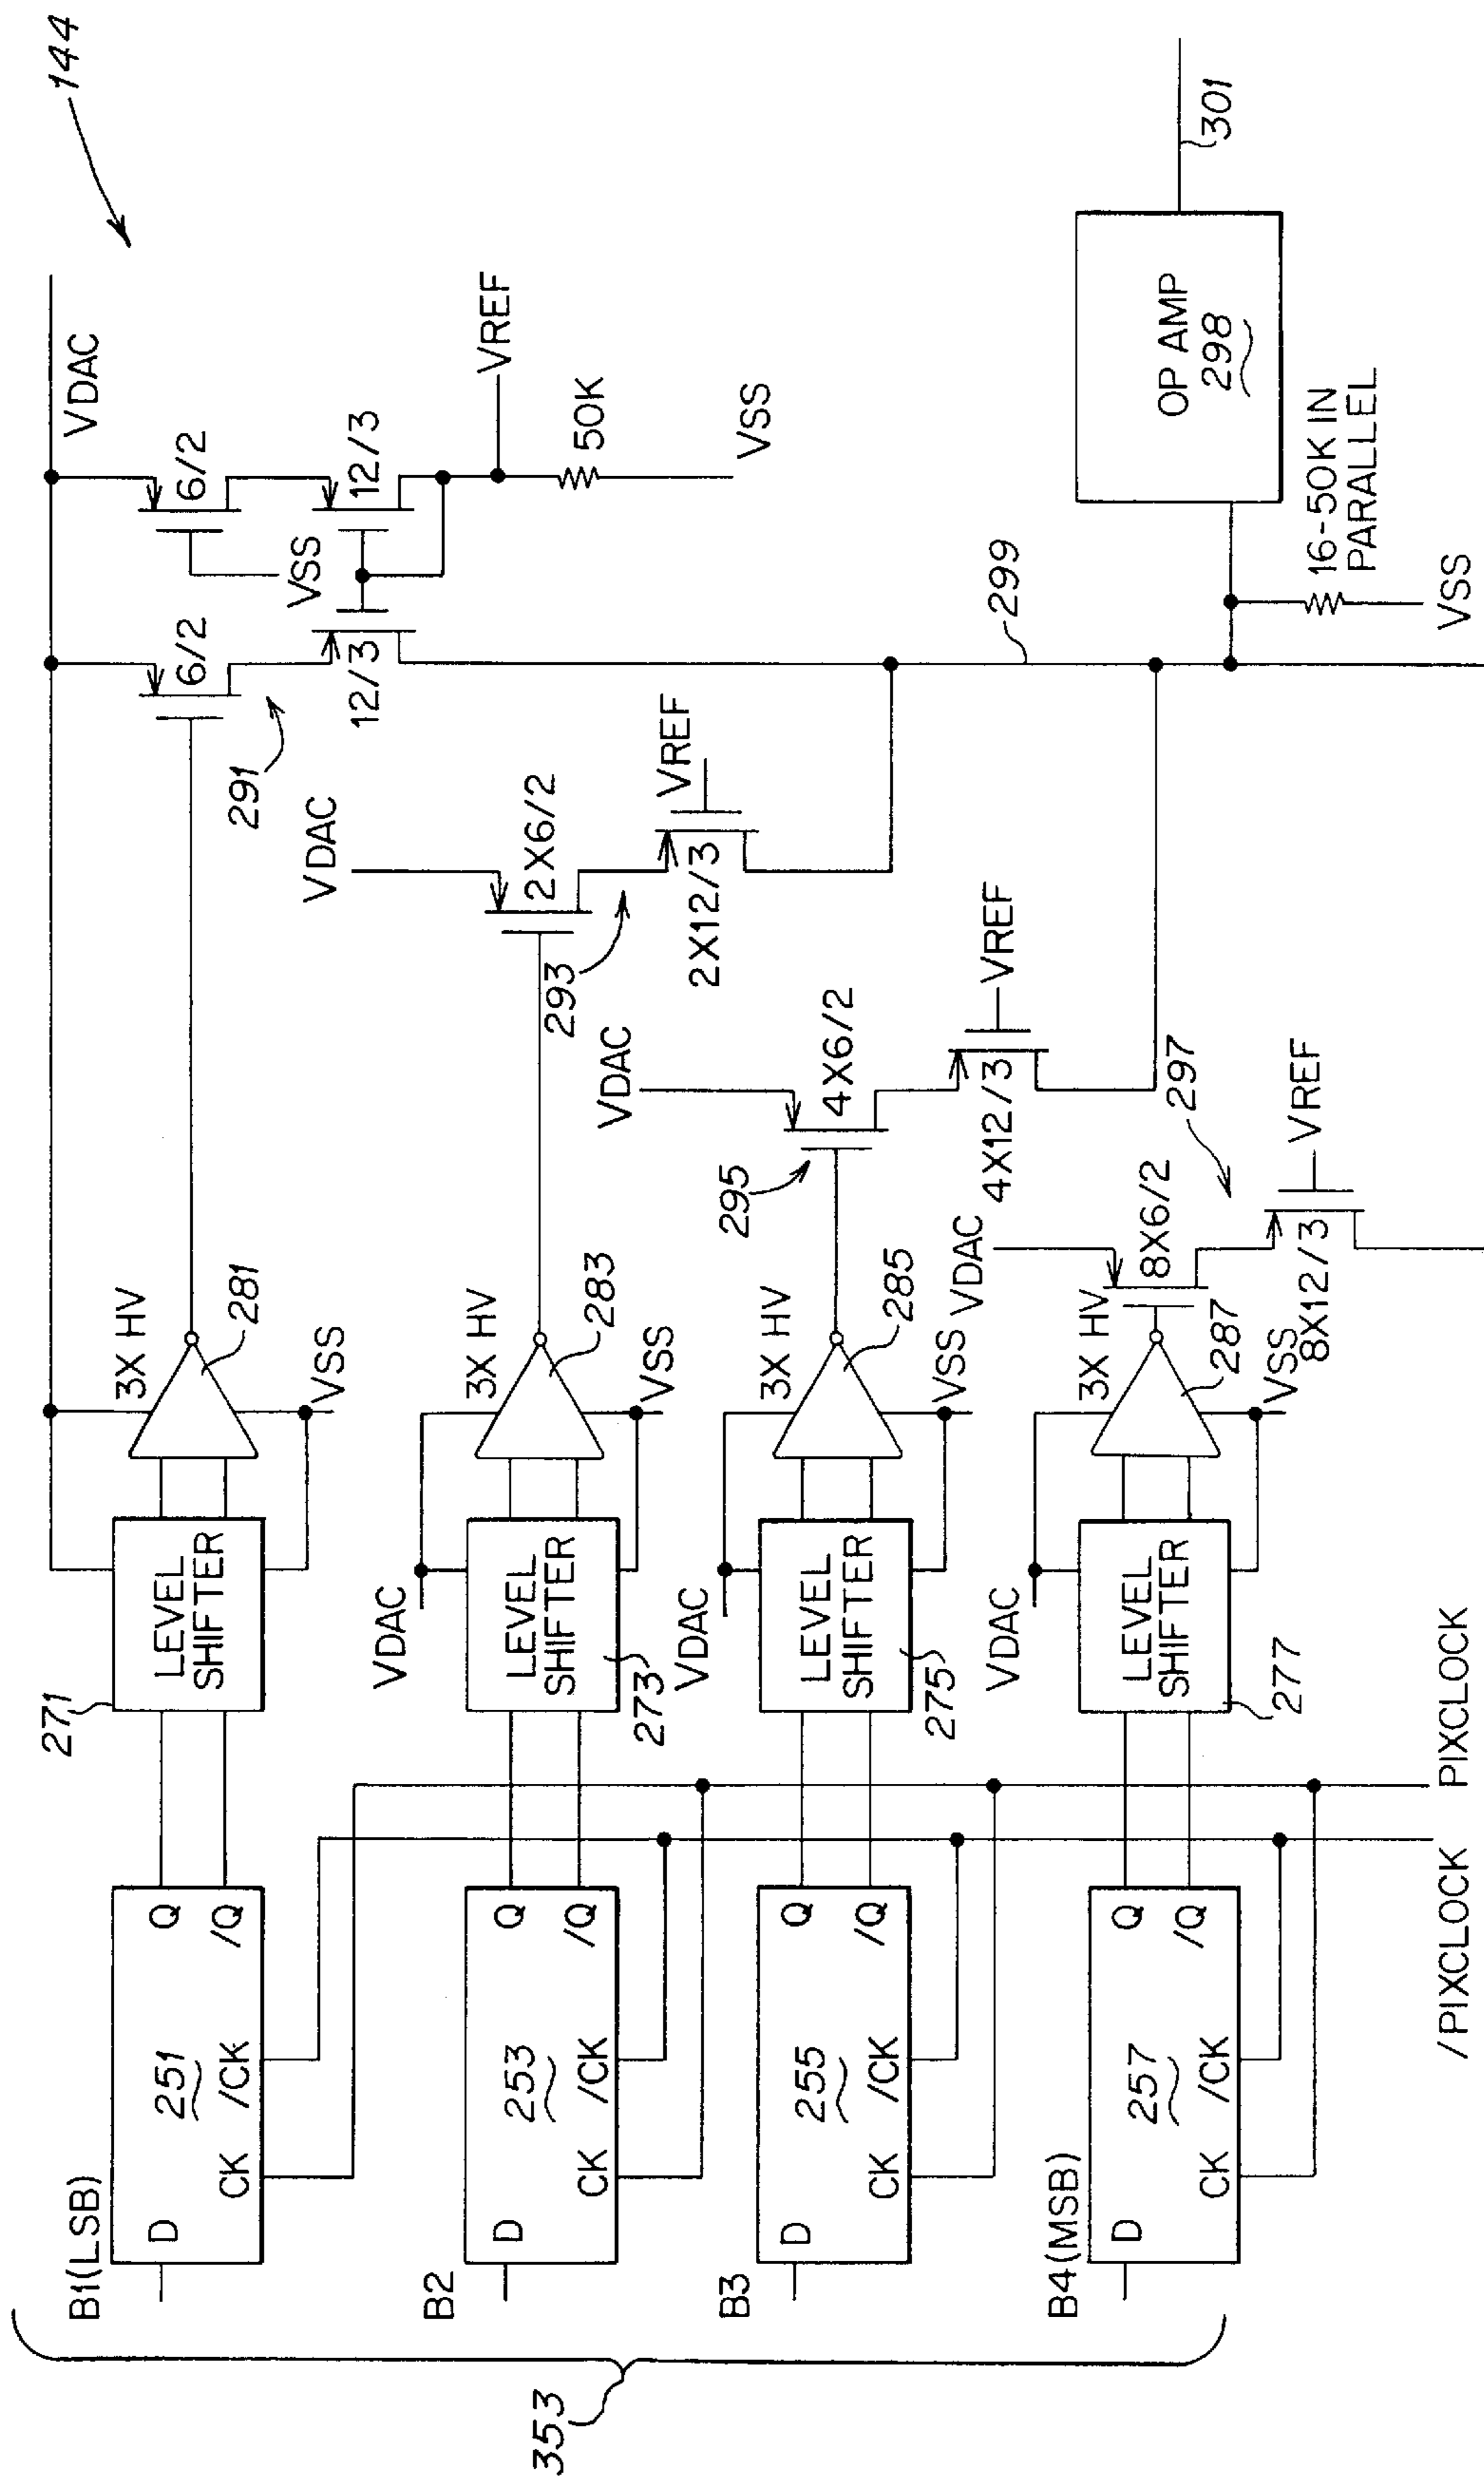 144
VDAC
6/2
12/3
VSS
VREF
50K
VSS
6/2
12/3
291
3X HV
281
VSS
271
LEVEL
SHIFTER
B1(LSB)
D
251
Q
/Q
CK
/CK
VDAC
2X6/2
293
2X12/3
VREF
3X HV
283
VSS
VDAC
LEVEL
SHIFTER
273
B2
D
253
Q
/Q
CK
/CK
VDAC
4X6/2
295
4X12/3
VREF
3X HV
285
VSS
VDAC
LEVEL
SHIFTER
275
B3
D
255
Q
/Q
CK
/CK
VDAC
8X6/2
297
8X12/3
VREF
3X HV
287
VSS
VDAC
LEVEL
SHIFTER
277
B4(MSB)
D
257
Q
/Q
CK
/CK
353
299
OP AMP
298
301
16-50K IN
PARALLEL
VSS
/PIXCLOCK
PIXCLOCK